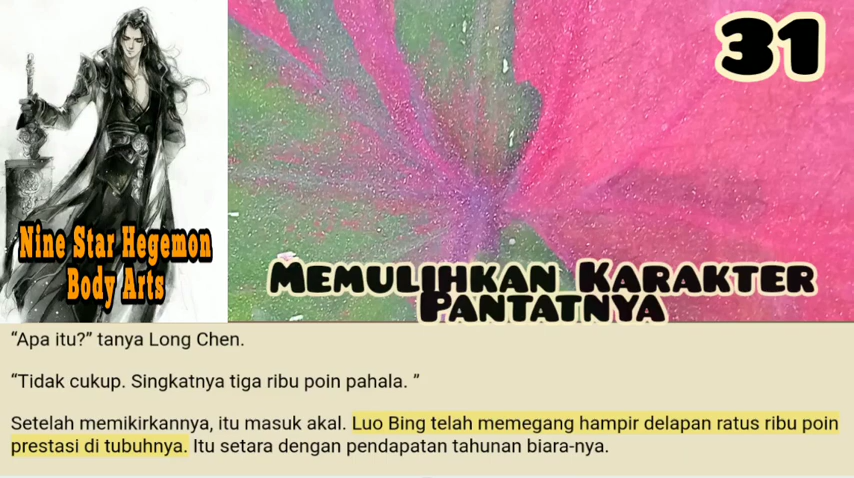 31
Nine Star Hegemon
Body Arts
Memulihkan Karakter
Pantatnya
“Apa itu?” tanya Long Chen.
“Tidak cukup. Singkatnya tiga ribu poin pahala. ”
Setelah memikirkannya, itu masuk akal. Luo Bing telah memegang hampir delapan ratus ribu poin
prestasi di tubuhnya. Itu setara dengan pendapatan tahunan biara-nya.